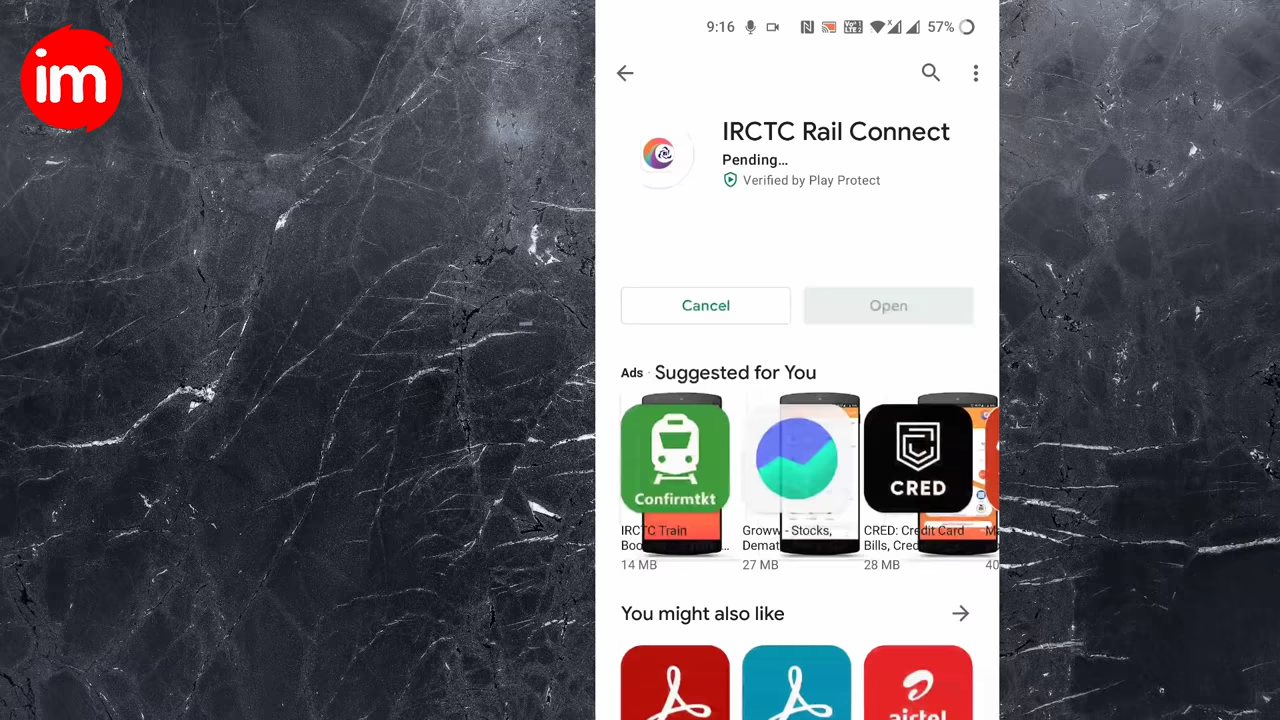 im
9:16
57%
IRCTC Rail Connect
Pending...
Verified by Play Protect
Cancel
Open
Ads · Suggested for You
Confirmtkt
CRED
IRCTC Train
Groww - Stocks,
Demat
CRED: Credit Card
Bills, Cred
14 MB
27 MB
28 MB
40
You might also like
airtel